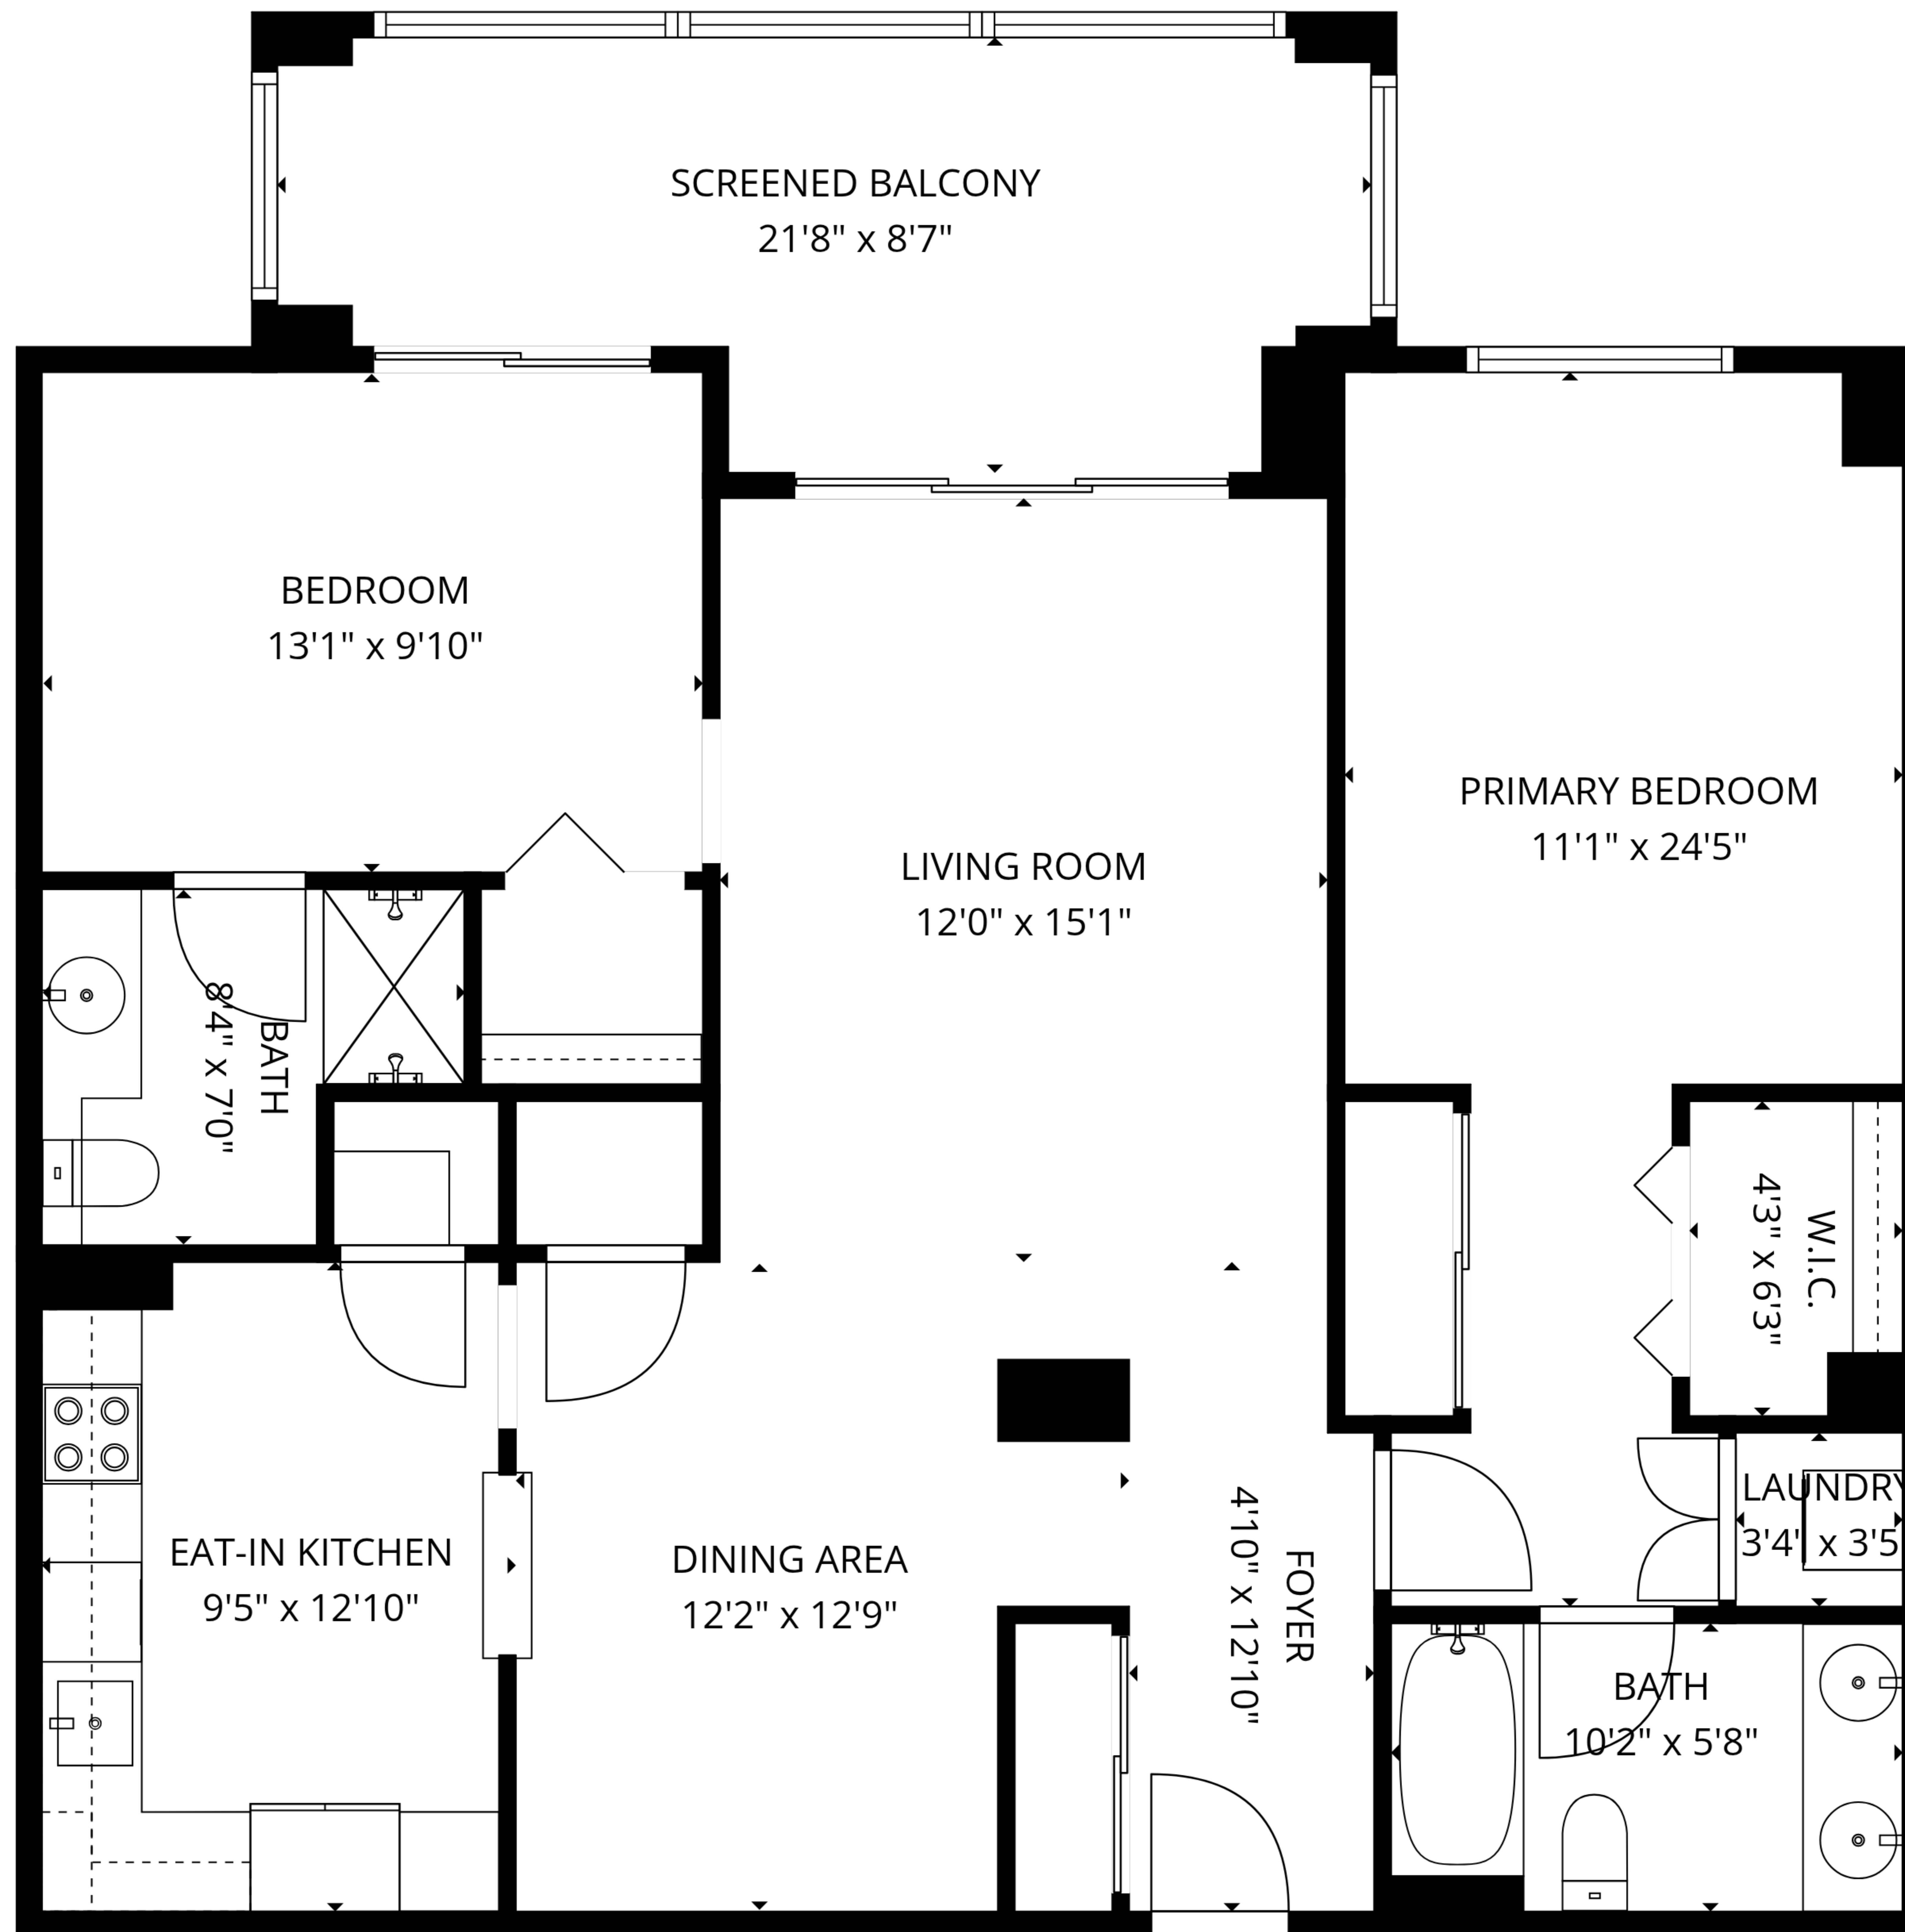 SCREENED BALCONY
21'8" x 8'7"
BEDROOM
13'1" x 9'10"
PRIMARY BEDROOM
11'1" x 24'5"
LIVING ROOM
12'0" x 15'1"
BATH
8'4" x 7'0"
W.I.C.
4'3" x 6'3"
LAUNDRY
3'4" x 3'5
EAT-IN KITCHEN
9'5" x 12'10"
DINING AREA
12'2" x 12'9"
FOYER
4'10" x 12'10"
BATH
10'2" x 5'8"